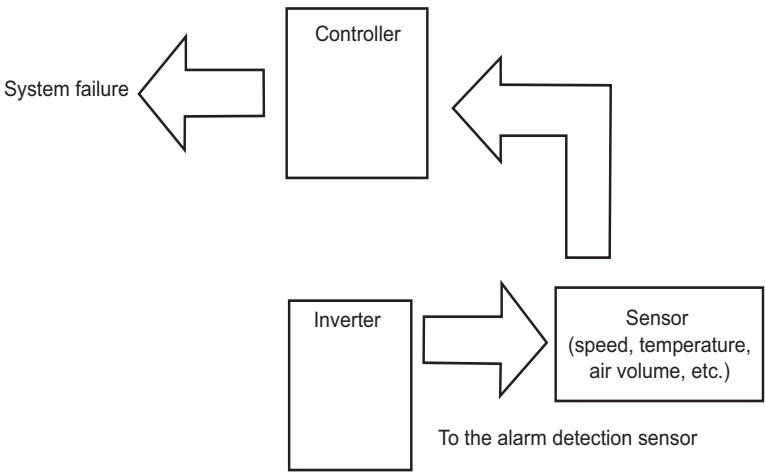 Controller
System failure
Inverter
Sensor
(speed, temperature,
air volume, etc.)
To the alarm detection sensor